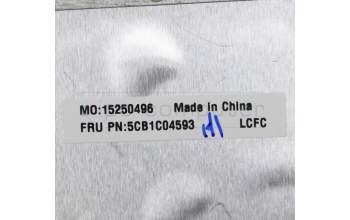 MO:15250496 Made in China
FRU PN:5CB1C04593 LCFC